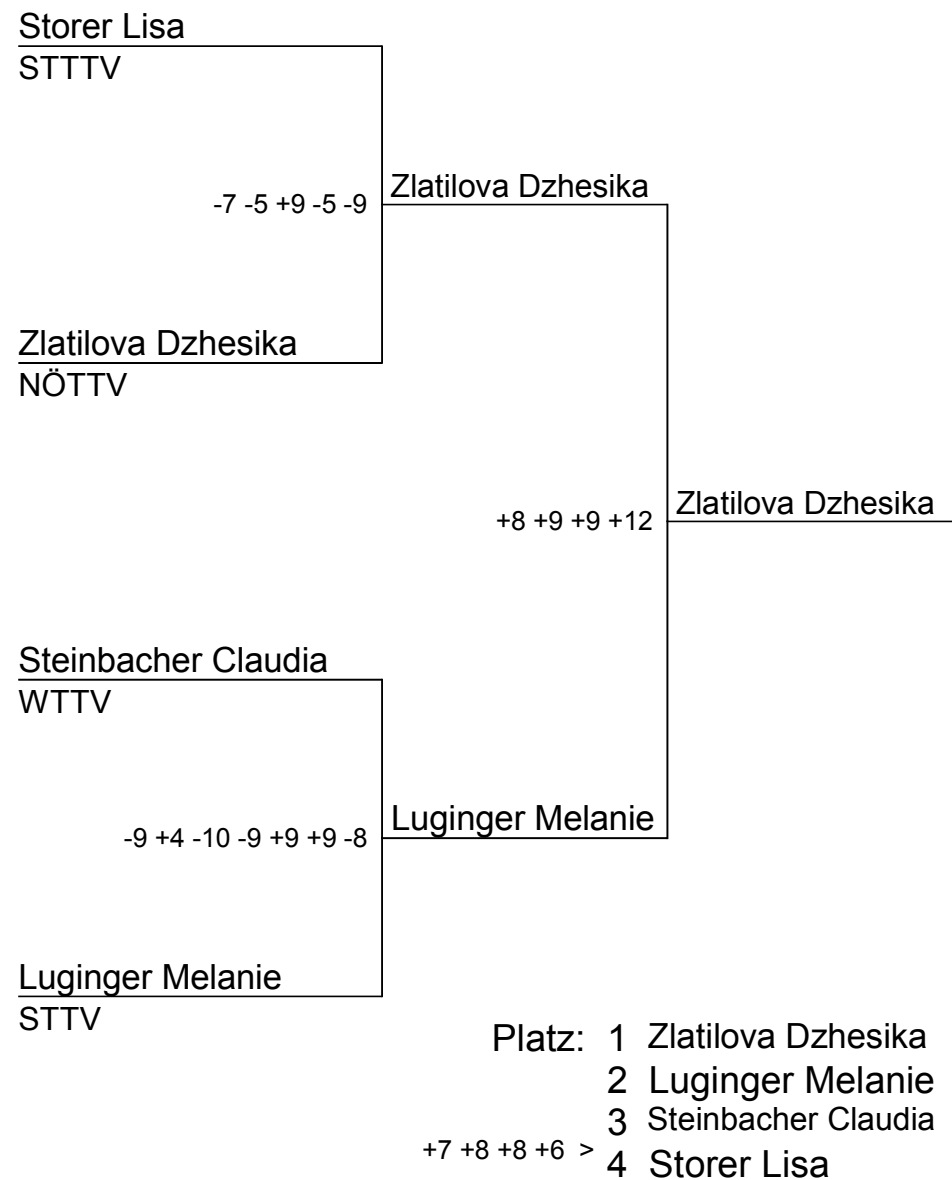 Storer Lisa
STTTV
-7 -5 +9 -5 -9
Zlatilova Dzhesika
Zlatilova Dzhesika
NÖTTV
+8 +9 +9 +12
Zlatilova Dzhesika
Steinbacher Claudia
WTTV
-9 +4 -10 -9 +9 +9 -8
Luginger Melanie
Luginger Melanie
STTV
Platz: 1 Zlatilova Dzhesika
2 Luginger Melanie
3 Steinbacher Claudia
+7 +8 +8 +6 >
4 Storer Lisa